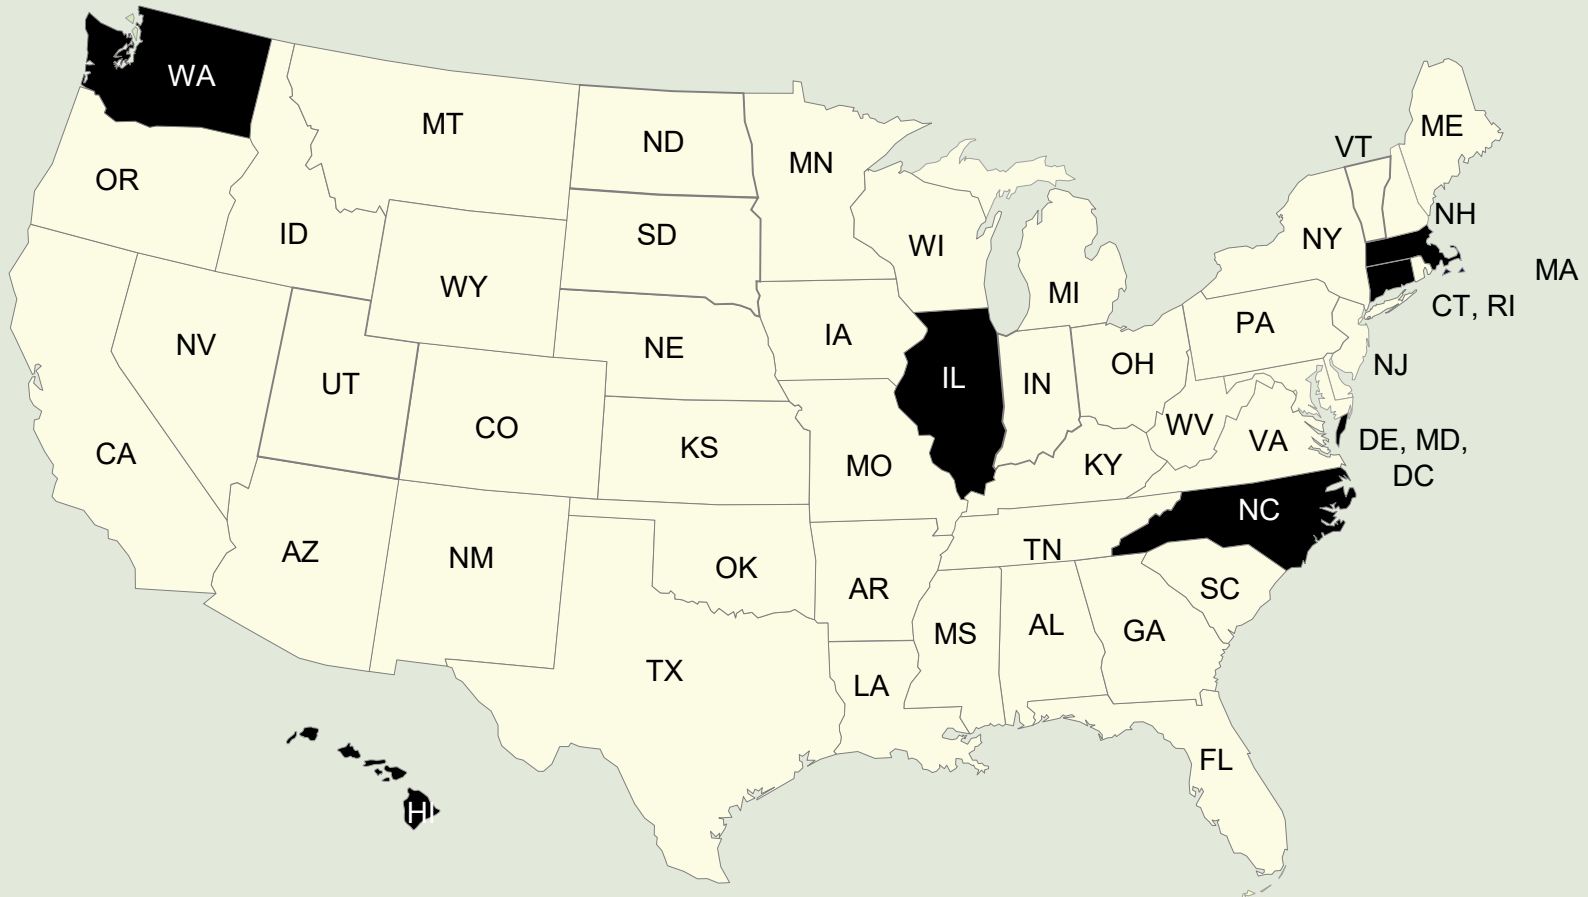 WA
MT
ND
MN
ME
VT
OR
ID
SD
WI
NH
NY
WY
MI
MA
CT, RI
NV
NE
IA
PA
UT
IL
IN
OH
NJ
CO
CA
KS
MO
KY
WV
VA
DE, MD,
DC
NC
AZ
NM
OK
AR
TN
SC
MS
AL
GA
TX
LA
FL
HI